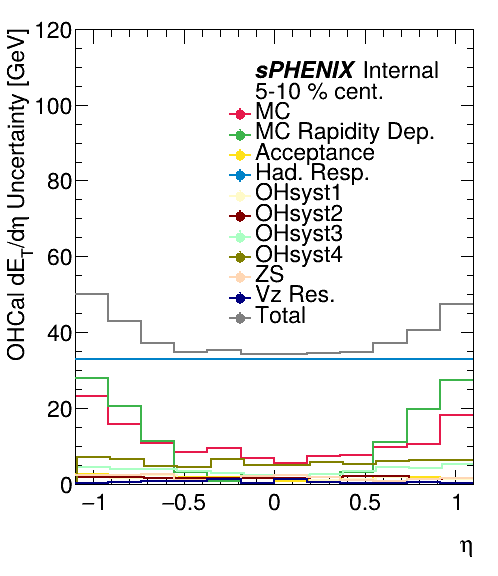 OHCal dE_T/dη Uncertainty [GeV]
120
100
80
60
40
20
0
sPHENIX Internal
5-10 % cent.
MC
MC Rapidity Dep.
Acceptance
Had. Resp.
OHsyst1
OHsyst2
OHsyst3
OHsyst4
ZS
Vz Res.
Total
−1 −0.5 0 0.5 1
η